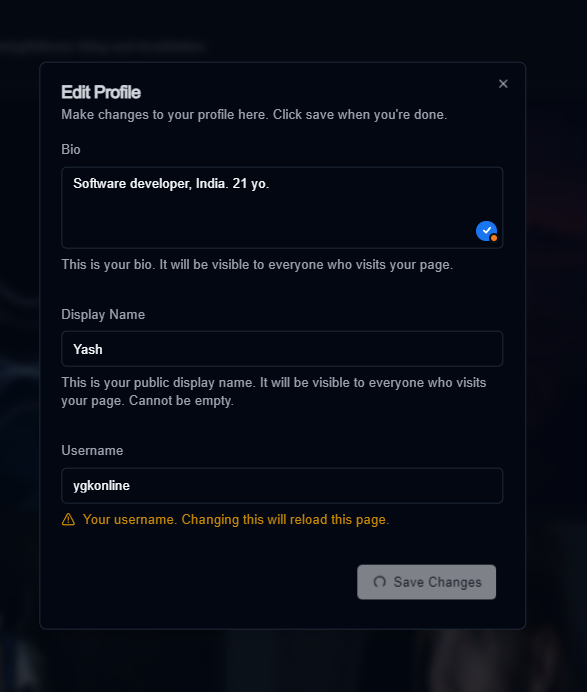 Edit Profile
Make changes to your profile here. Click save when you're done.
Bio
Software developer, India. 21 yo.
This is your bio. It will be visible to everyone who visits your page.
Display Name
Yash
This is your public display name. It will be visible to everyone who visits
your page. Cannot be empty.
Username
ygkonline
Your username. Changing this will reload this page.
Save Changes